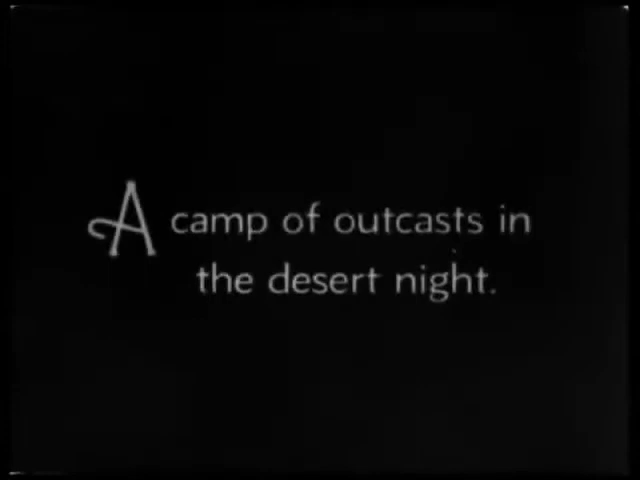 A camp of outcasts in
the desert night.